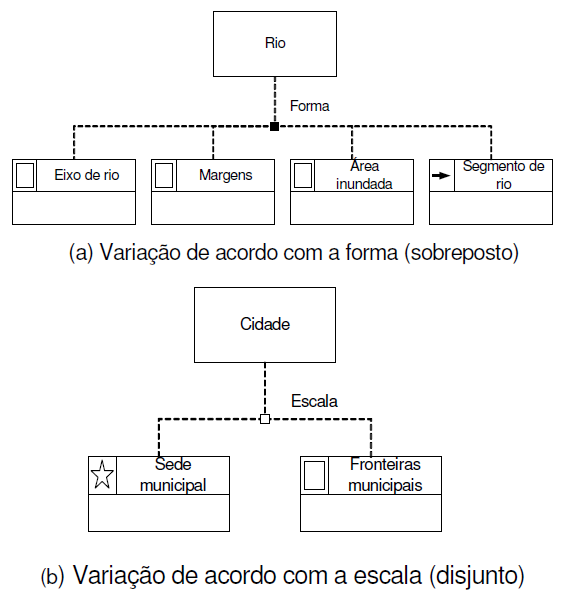 Rio
Forma
Eixo de rio
Margens
Área
inundada
Segmento de
rio
(a) Variação de acordo com a forma (sobreposto)
Cidade
Escala
Sede
municipal
Fronteiras
municipais
(b) Variação de acordo com a escala (disjunto)